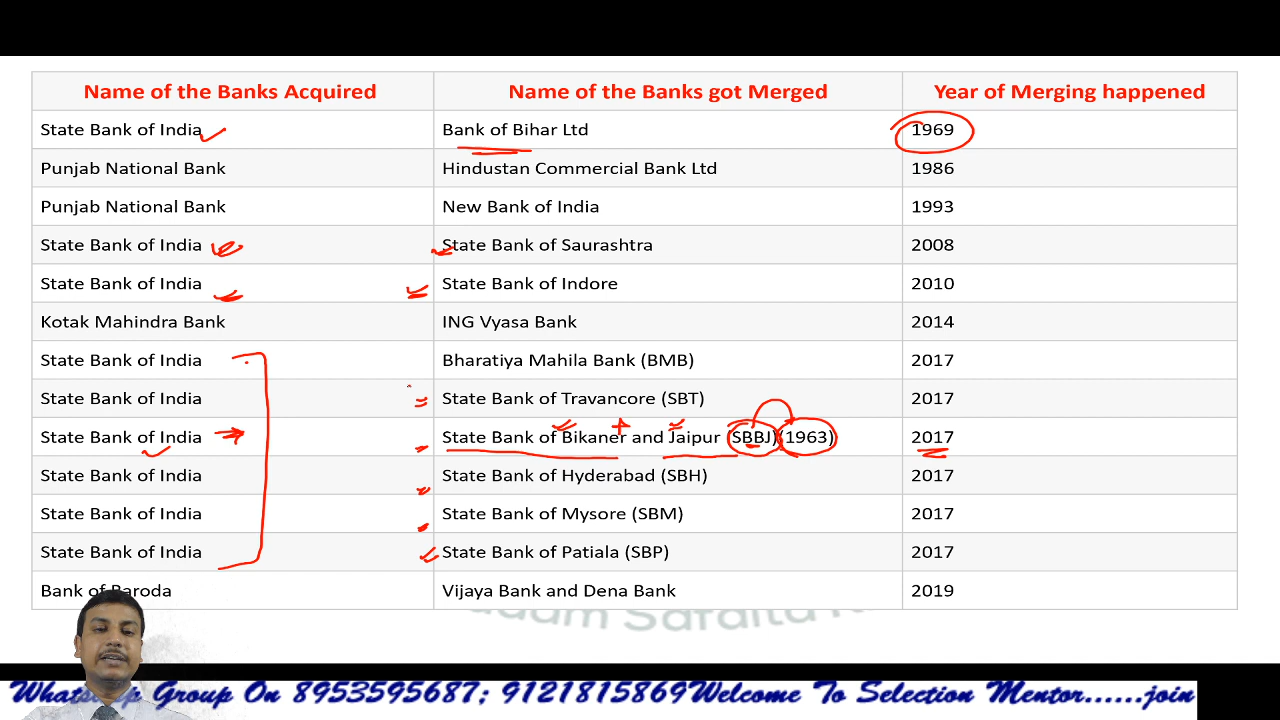 Name of the Banks Acquired Name of the Banks got Merged Year of Merging happened
State Bank of India Bank of Bihar Ltd 1969
Punjab National Bank Hindustan Commercial Bank Ltd 1986
Punjab National Bank New Bank of India 1993
State Bank of India State Bank of Saurashtra 2008
State Bank of India State Bank of Indore 2010
Kotak Mahindra Bank ING Vyasa Bank 2014
State Bank of India Bharatiya Mahila Bank (BMB) 2017
State Bank of India State Bank of Travancore (SBT) 2017
State Bank of India State Bank of Bikaner and Jaipur (SBBJ)(1963) 2017
State Bank of India State Bank of Hyderabad (SBH) 2017
State Bank of India State Bank of Mysore (SBM) 2017
State Bank of India State Bank of Patiala (SBP) 2017
Bank of Baroda Vijaya Bank and Dena Bank 2019
Safalta
WhatsApp Group On 8953595687; 9121815869Welcome To Selection Mentor......join